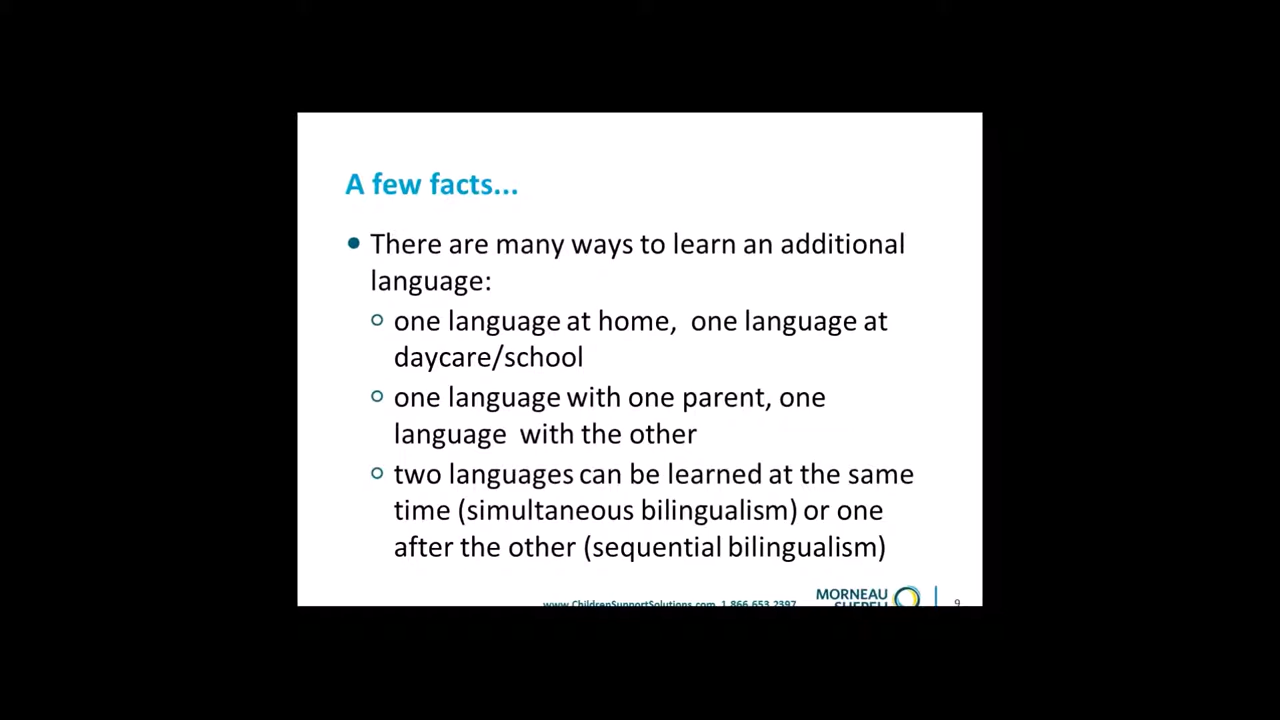 A few facts...
• There are many ways to learn an additional
language:
o one language at home,  one language at
daycare/school
o one language with one parent, one
language  with the other
o two languages can be learned at the same
time (simultaneous bilingualism) or one
after the other (sequential bilingualism)
www.ChildrenSupportSolutions.com 1.866.653.2397
MORNEAU
SHEPELL
9